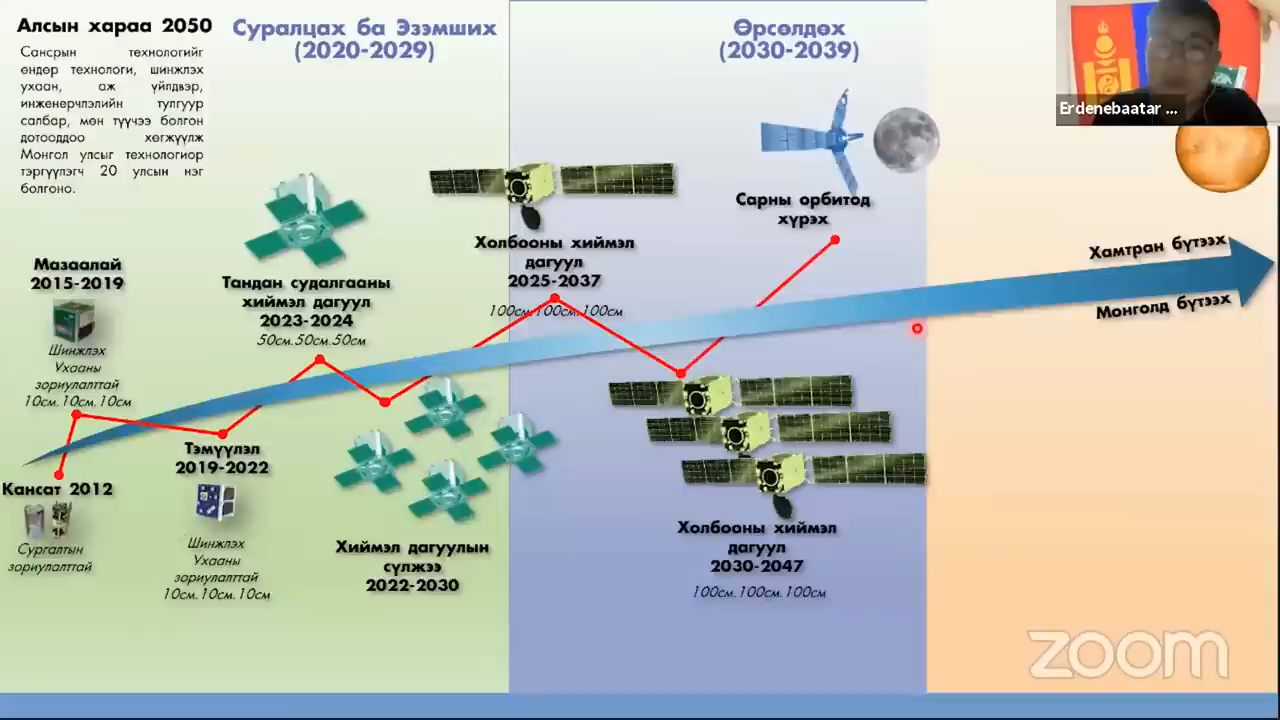 Алсын хараа 2050
Сансрын технологийг
өндөр технологи, шинжлэх
ухаан, аж үйлдвэр,
инженерчлэлийн тулгуур
салбар, мөн түүчээ болгон
дотооддоо хөгжүүлж
Монгол улсыг технологиор
тэргүүлэгч 20 улсын нэг
болгоно.
Суралцах ба Эзэмших
(2020-2029)
Өрсөлдөх
(2030-2039)
Erdenebaatar ...
Мазаалай
2015-2019
Шинжлэх
Ухааны
зориулалттай
10см.10см.10см
Кансат 2012
Сургалтын
зориулалттай
Тэмүүлэл
2019-2022
Шинжлэх
Ухааны
зориулалттай
10см.10см.10см
Тандан судалгааны
хиймэл дагуул
2023-2024
50см.50см.50см
Хиймэл дагуулын
сүлжээ
2022-2030
Холбооны хиймэл
дагуул
2025-2037
100см.100см.100см
Холбооны хиймэл
дагуул
2030-2047
100см.100см.100см
Сарны орбитод
хүрэх
Хамтран бүтээх
Монголд бүтээх
zoom